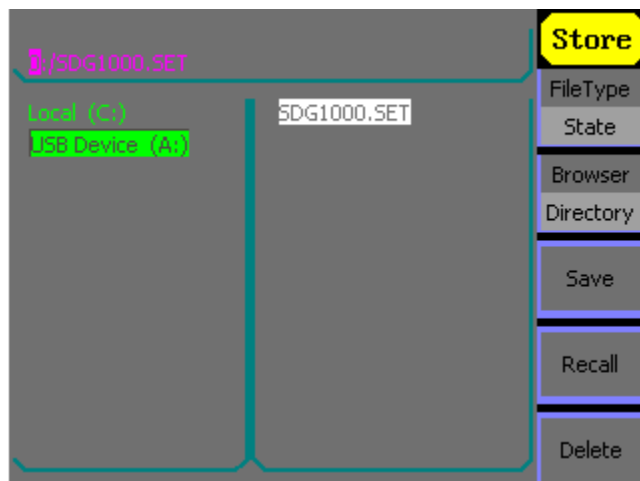 A:/SDG1000.SET
Local (C:)
USB Device (A:)
SDG1000.SET
Store
FileType
State
Browser
Directory
Save
Recall
Delete